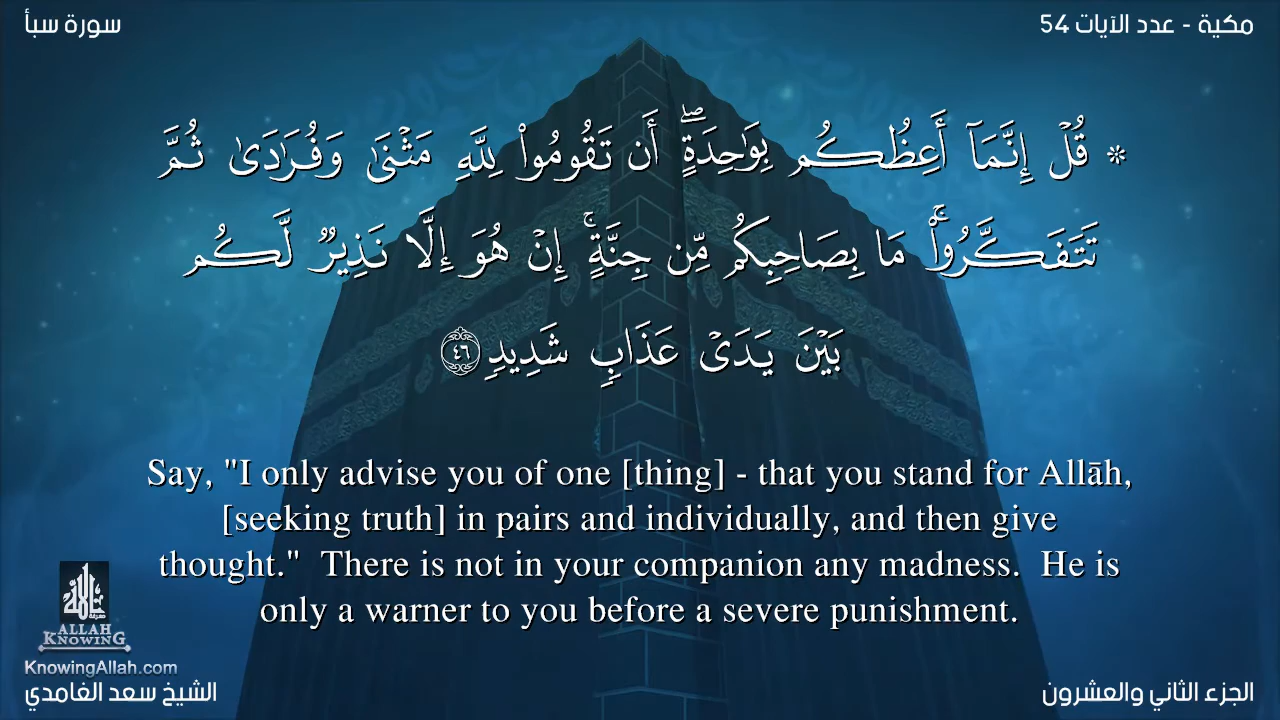 سورة سبأ
مكية - عدد الآيات 54
۞ قُلۡ إِنَّمَآ أَعِظُكُم بِوَٰحِدَةٍۖ أَن تَقُومُواْ لِلَّهِ مَثۡنَىٰ وَفُرَٰدَىٰ ثُمَّ
تَتَفَكَّرُواْۚ مَا بِصَاحِبِكُم مِّن جِنَّةٍۚ إِنۡ هُوَ إِلَّا نَذِيرٞ لَّكُم
بَيۡنَ يَدَيۡ عَذَابٖ شَدِيدٖ ٤٦
Say, "I only advise you of one [thing] - that you stand for Allāh,
[seeking truth] in pairs and individually, and then give
thought." There is not in your companion any madness. He is
only a warner to you before a severe punishment.
ALLAH
KNOWING
KnowingAllah.com
الشيخ سعد الغامدي
الجزء الثاني والعشرون